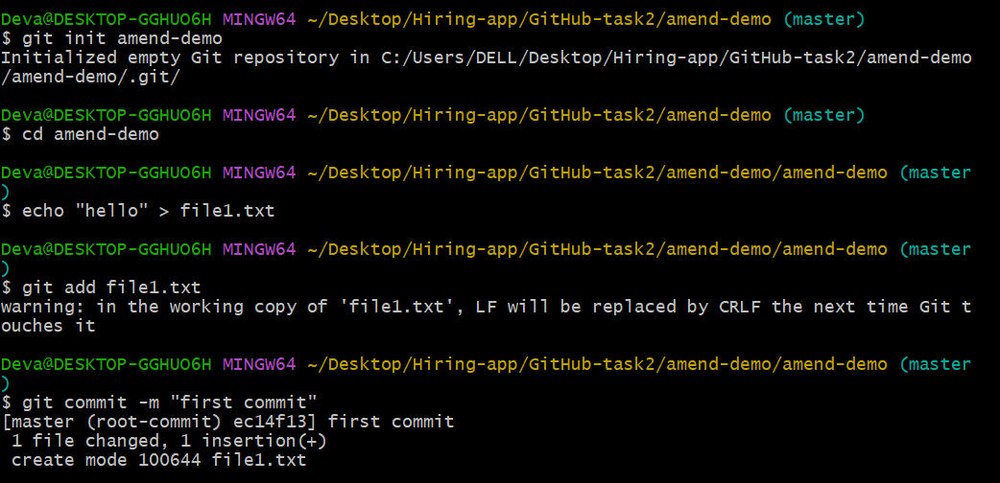 Deva@DESKTOP-GGHUO6H MINGW64 ~/Desktop/Hiring-app/GitHub-task2/amend-demo (master)
$ git init amend-demo
Initialized empty Git repository in C:/Users/DELL/Desktop/Hiring-app/GitHub-task2/amend-demo
/amend-demo/.git/
Deva@DESKTOP-GGHUO6H MINGW64 ~/Desktop/Hiring-app/GitHub-task2/amend-demo (master)
$ cd amend-demo
Deva@DESKTOP-GGHUO6H MINGW64 ~/Desktop/Hiring-app/GitHub-task2/amend-demo/amend-demo (master
)
$ echo "hello" > file1.txt
Deva@DESKTOP-GGHUO6H MINGW64 ~/Desktop/Hiring-app/GitHub-task2/amend-demo/amend-demo (master
)
$ git add file1.txt
warning: in the working copy of 'file1.txt', LF will be replaced by CRLF the next time Git t
ouches it
Deva@DESKTOP-GGHUO6H MINGW64 ~/Desktop/Hiring-app/GitHub-task2/amend-demo/amend-demo (master
)
$ git commit -m "first commit"
[master (root-commit) ec14f13] first commit
 1 file changed, 1 insertion(+)
 create mode 100644 file1.txt